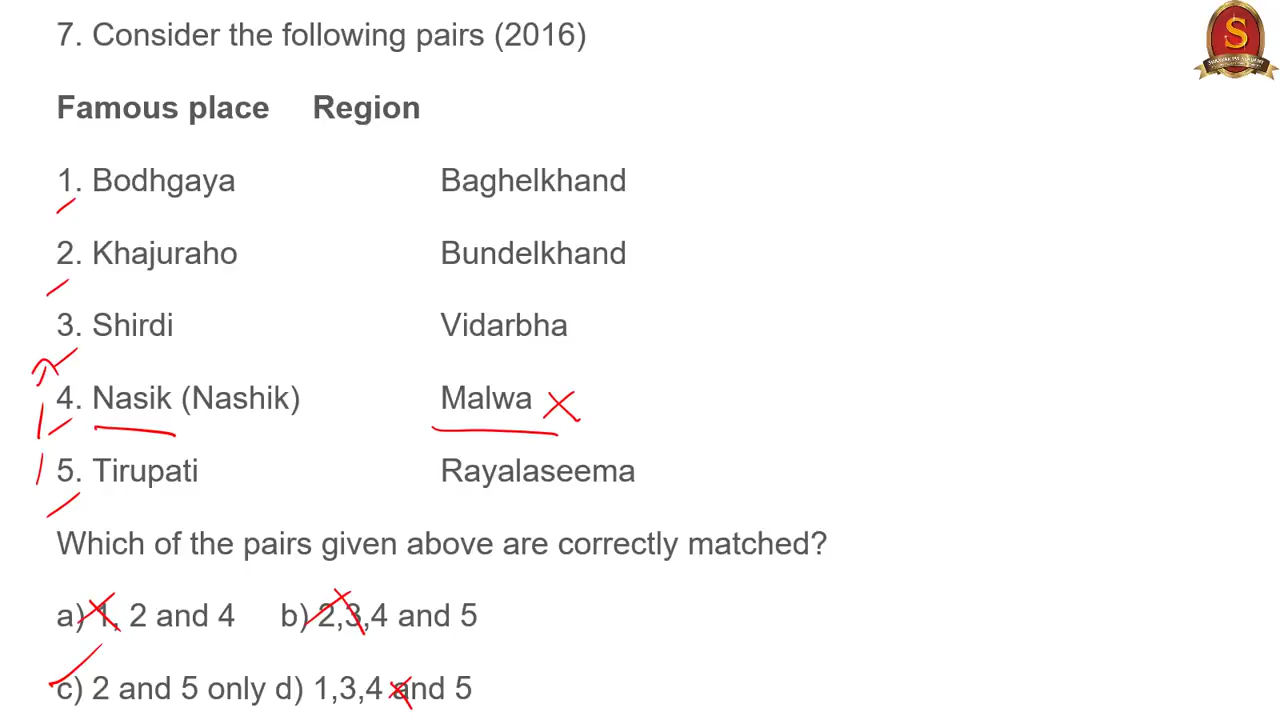 7. Consider the following pairs (2016)
Famous place Region
1. Bodhgaya Baghelkhand
2. Khajuraho Bundelkhand
3. Shirdi Vidarbha
4. Nasik (Nashik) Malwa
5. Tirupati Rayalaseema
Which of the pairs given above are correctly matched?
a) 1, 2 and 4 b) 2,3,4 and 5
c) 2 and 5 only d) 1,3,4 and 5
S